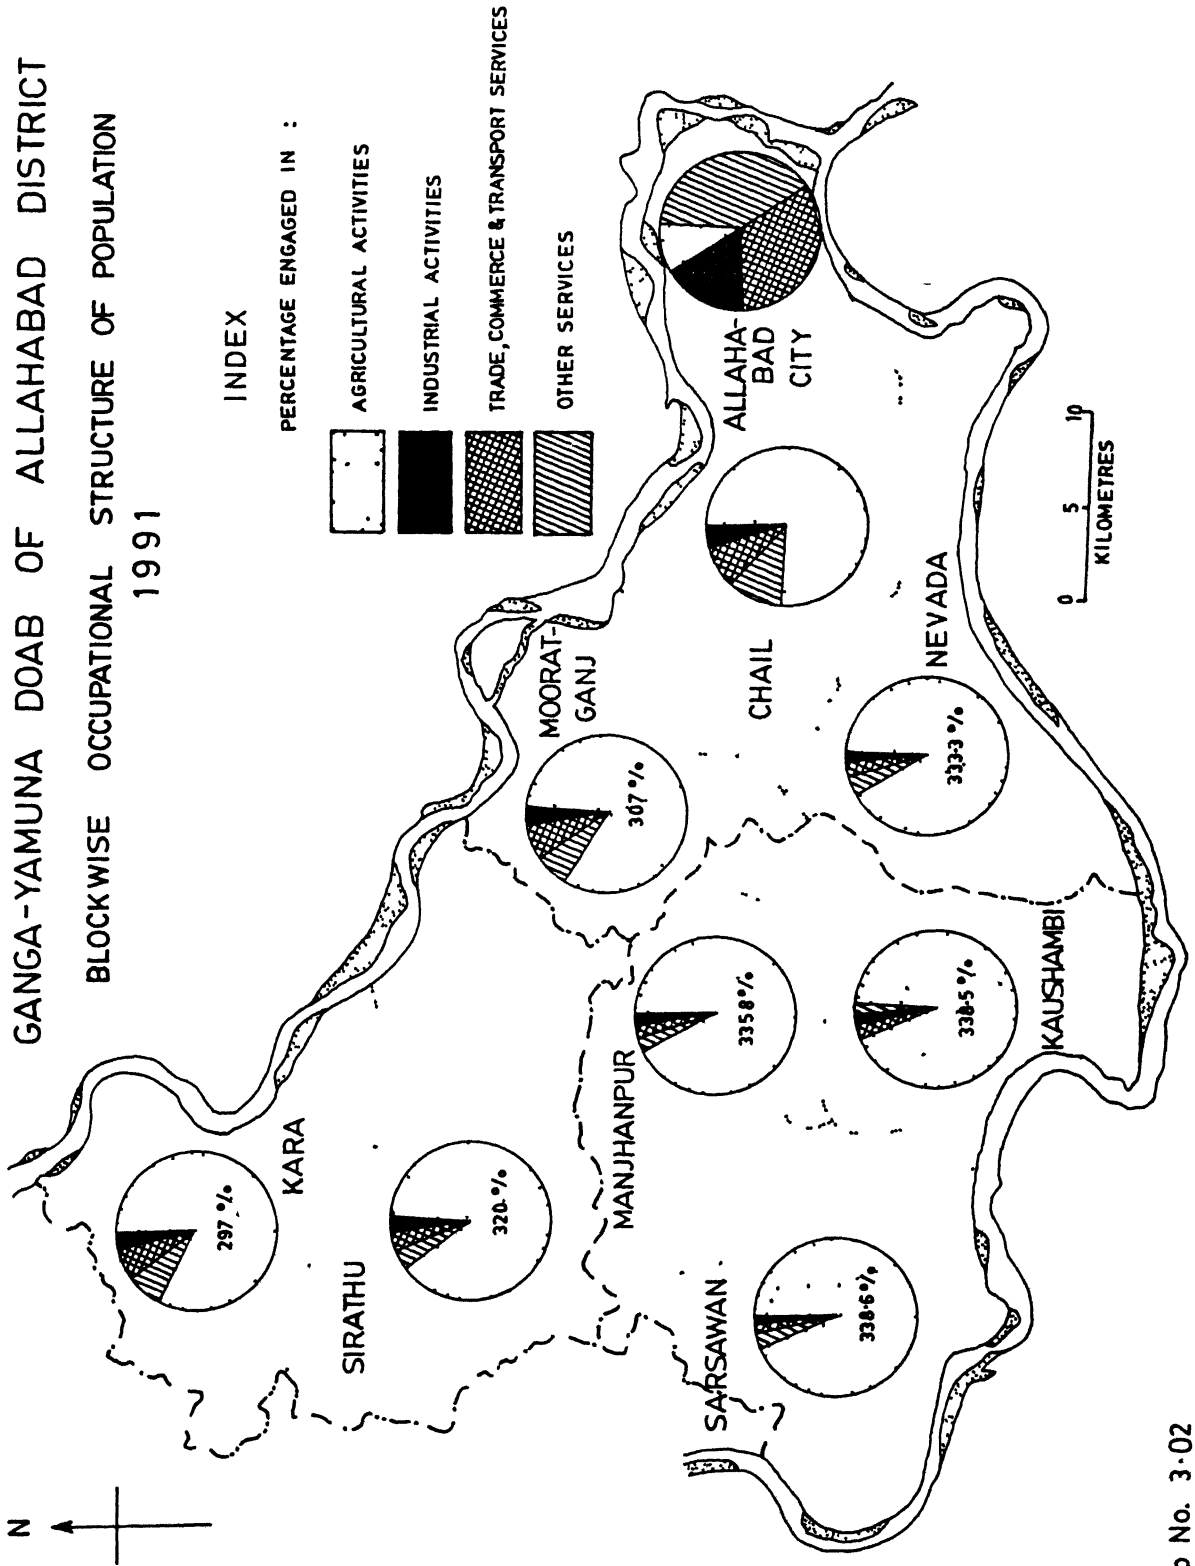 GANGA-YAMUNA DOAB OF ALLAHABAD DISTRICT
BLOCKWISE OCCUPATIONAL STRUCTURE OF POPULATION
1991
N
INDEX
PERCENTAGE ENGAGED IN :
AGRICULTURAL ACTIVITIES
INDUSTRIAL ACTIVITIES
TRADE, COMMERCE & TRANSPORT SERVICES
OTHER SERVICES
297 %
KARA
SIRATHU
320 %
MOORAT-
GANJ
307 %
MANJHANPUR
3358 %
SARSAWAN
338.6 %
338.5 %
KAUSHAMBI
CHAIL
NEVADA
333.3 %
ALLAHA-
BAD
CITY
0 5 10
KILOMETRES
No. 3.02